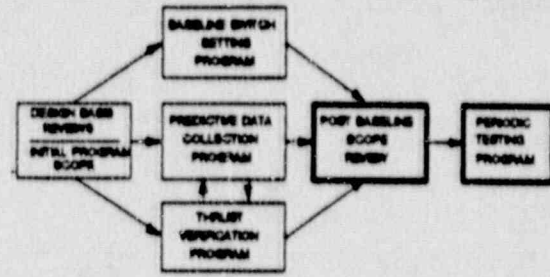 BASELINE SWITCH
SETTING
PROGRAM
DESIGN BASIS
REVIEWS
INITIAL PROGRAM
SCOPE
PREDICTIVE DATA
COLLECTION
PROGRAM
POST BASELINE
SCOPE
REVIEW
PERIODIC
TESTING
PROGRAM
THRUST
VERIFICATION
PROGRAM